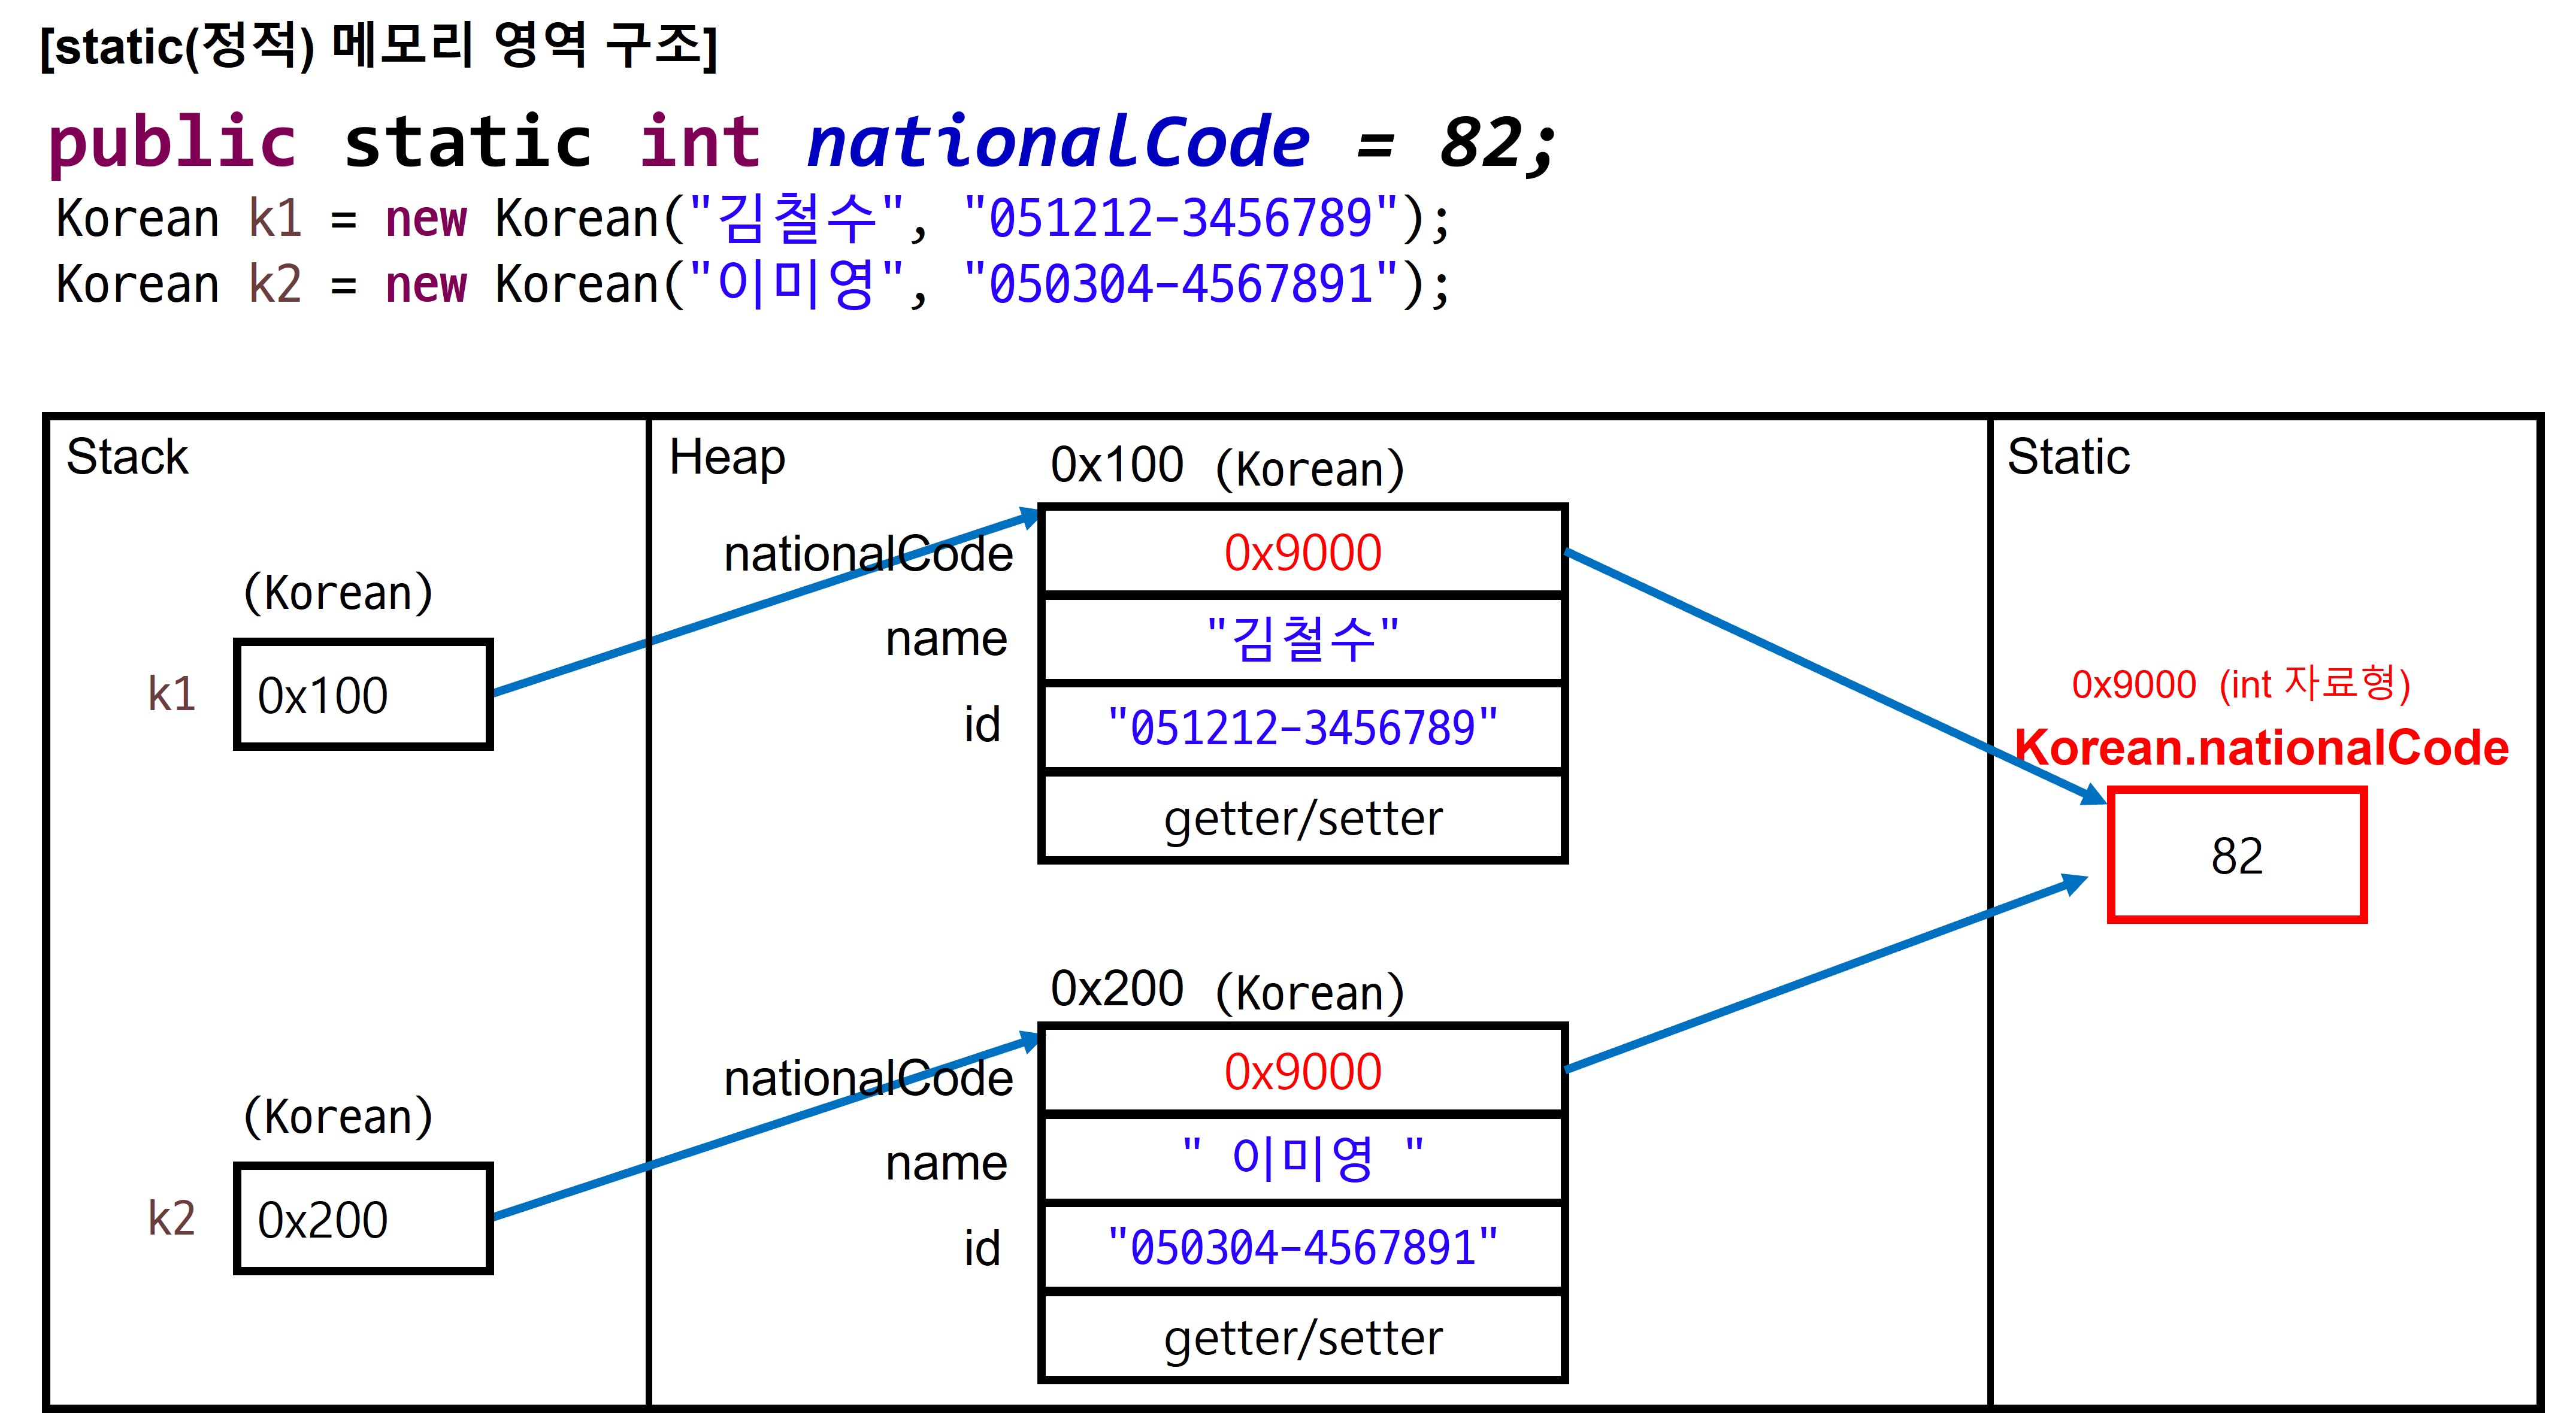 [static(정적) 메모리 영역 구조]
public static int nationalCode = 82;
Korean k1 = new Korean("김철수", "051212-3456789");
Korean k2 = new Korean("이미영", "050304-4567891");
Stack
Heap
Static
0x100 (Korean)
nationalCode
0x9000
(Korean)
name
"김철수"
k1
0x100
id
"051212-3456789"
getter/setter
0x9000 (int 자료형)
Korean.nationalCode
82
0x200 (Korean)
nationalCode
0x9000
(Korean)
name
" 이미영 "
k2
0x200
id
"050304-4567891"
getter/setter